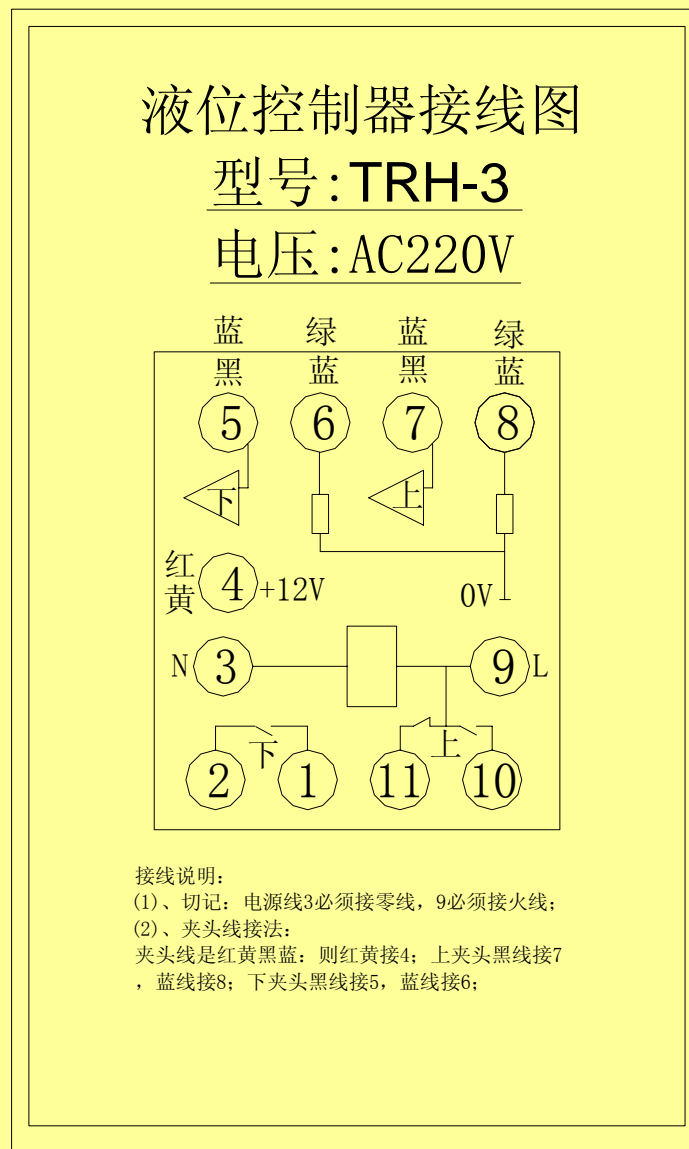 液位控制器接线图
型号:TRH-3
电压:AC220V
蓝 绿 蓝 绿
黑 蓝 黑 蓝
5 6 7 8
下 上
红黄 4 +12V 0V
N 3 9 L
下 上
2 1 11 10
接线说明:
(1)、切记: 电源线3必须接零线, 9必须接火线;
(2)、夹头线接法:
夹头线是红黄黑蓝: 则红黄接4; 上夹头黑线接7
, 蓝线接8; 下夹头黑线接5, 蓝线接6;